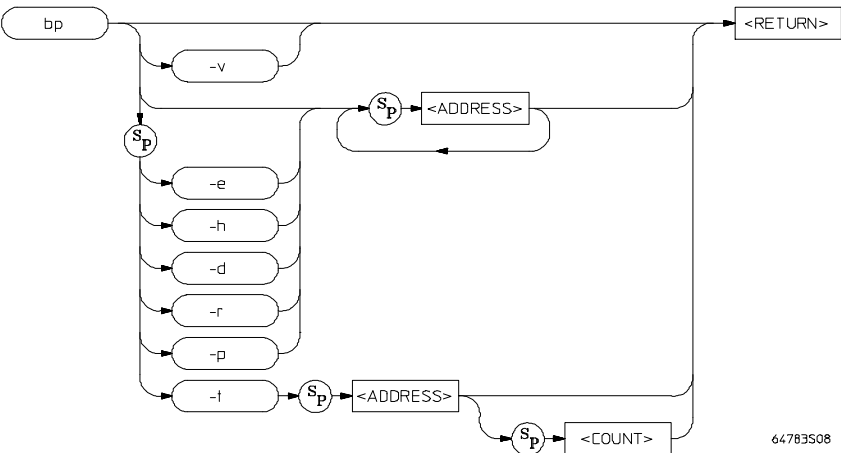 bp
<RETURN>
-v
Sp
<ADDRESS>
Sp
-e
-h
-d
-r
-p
-t
Sp
<ADDRESS>
Sp
<COUNT>
64783S08